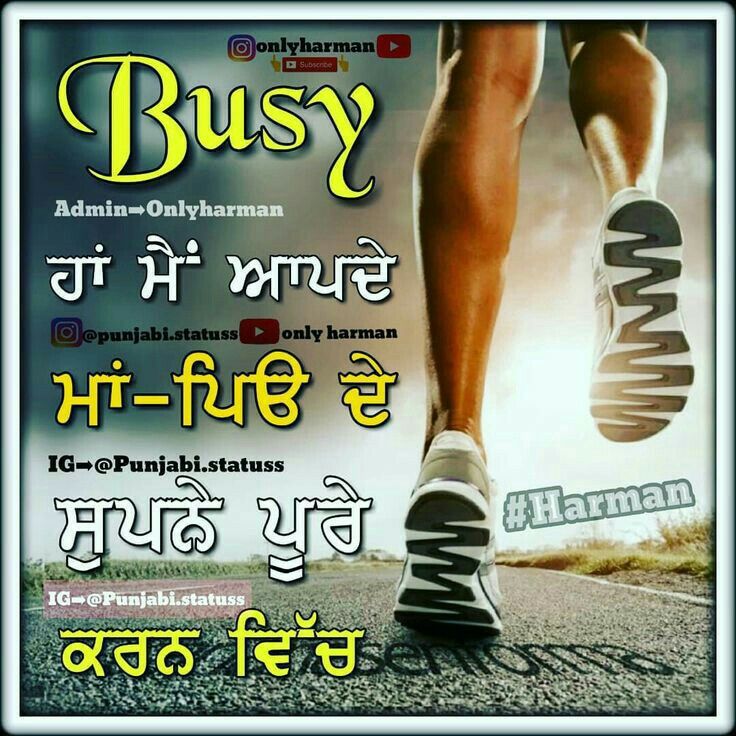 onlyharman
Subscribe
Busy
Admin➡Onlyharman
ਹਾਂ ਮੈਂ ਆਪਦੇ
@punjabi.statuss only harman
ਮਾਂ-ਪਿਓ ਦੇ
IG➡@Punjabi.statuss
ਸੁਪਨੇ ਪੂਰੇ
#Harman
IG➡@Punjabi.statuss
ਕਰਨ ਵਿੱਚ